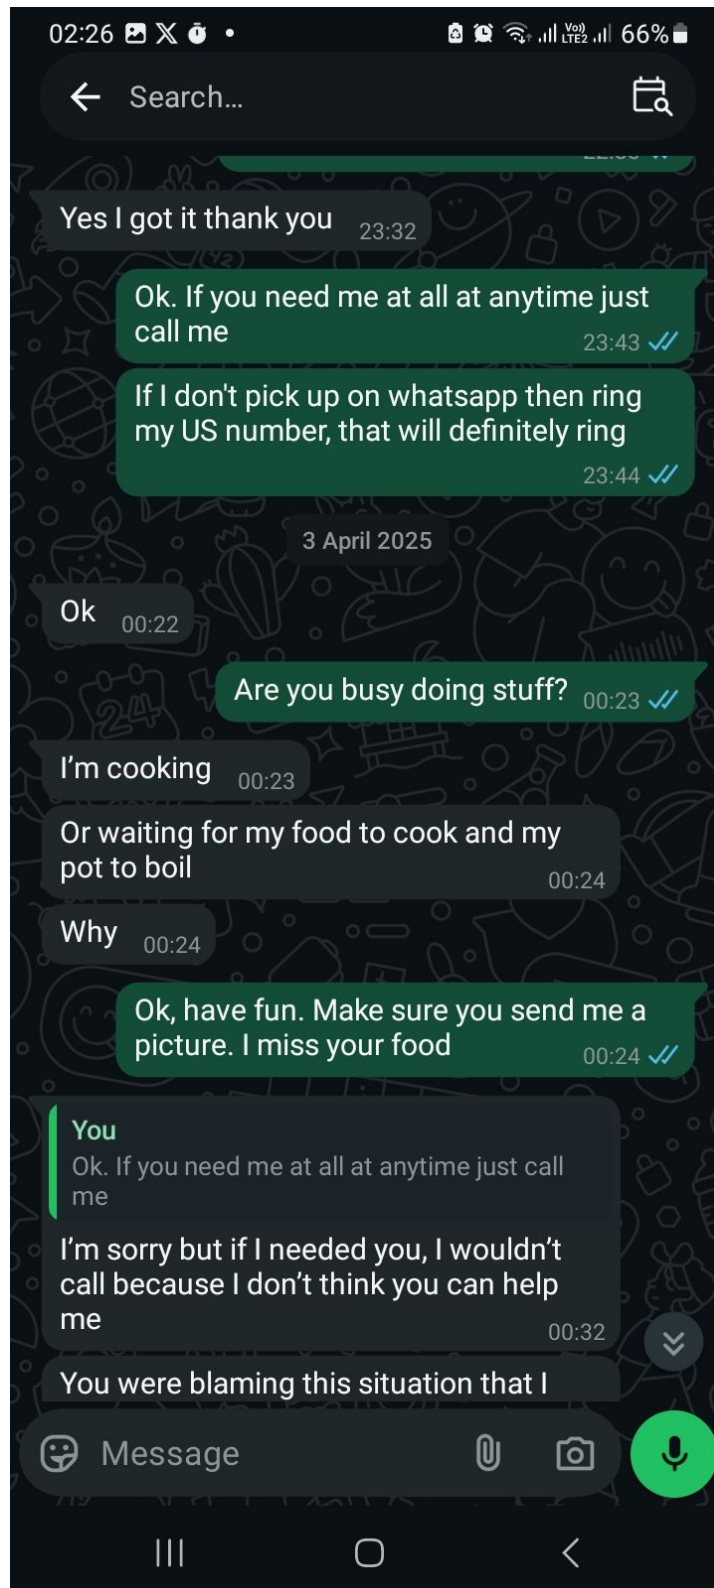 02:26
Vo))
LTE2
66%
Search...
Yes I got it thank you 23:32
Ok. If you need me at all at anytime just
call me 23:43
If I don't pick up on whatsapp then ring
my US number, that will definitely ring
23:44
3 April 2025
Ok 00:22
Are you busy doing stuff? 00:23
I'm cooking 00:23
Or waiting for my food to cook and my
pot to boil 00:24
Why 00:24
Ok, have fun. Make sure you send me a
picture. I miss your food 00:24
You
Ok. If you need me at all at anytime just call
me
I'm sorry but if I needed you, I wouldn't
call because I don't think you can help
me 00:32
You were blaming this situation that I
Message